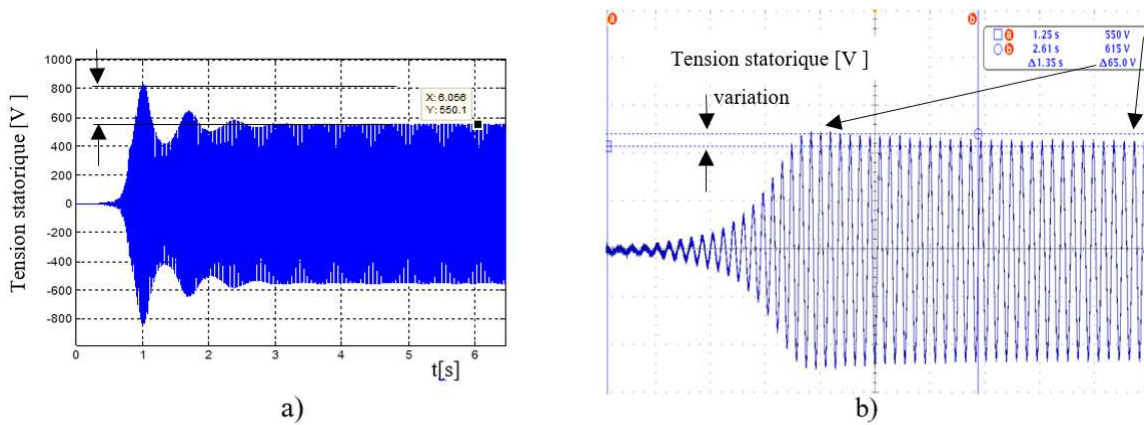 Tension statorique [V ]
1000
800
600
400
200
0
-200
-400
-600
-800
X: 6.056
Y: 550.1
0 1 2 3 4 5 6
t[s]
a)
a
b
a 1.25 s 550 V
b 2.61 s 615 V
Δ1.35 s Δ65.0 V
Tension statorique [V ]
variation
b)